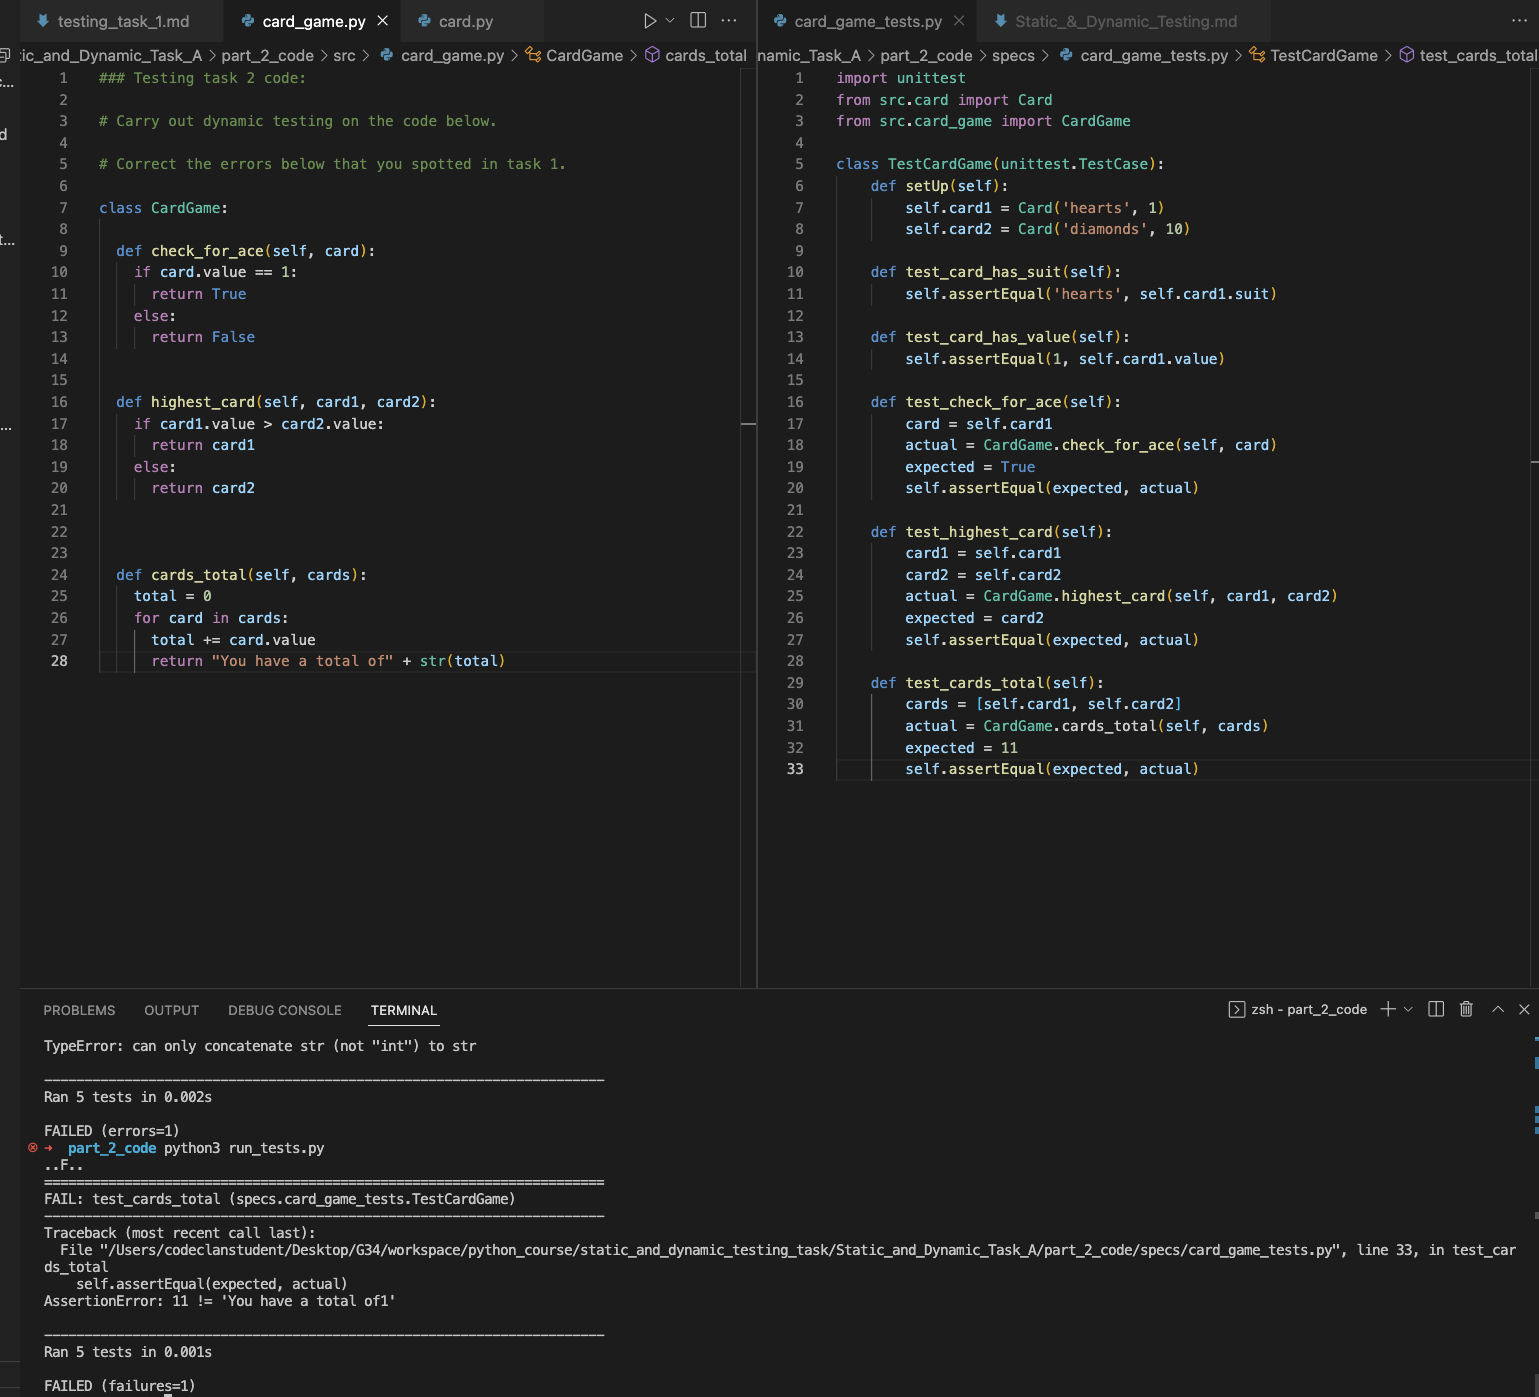 testing_task_1.md
card_game.py
card.py
card_game_tests.py
Static_&_Dynamic_Testing.md
tic_and_Dynamic_Task_A > part_2_code > src > card_game.py > CardGame > cards_total
namic_Task_A > part_2_code > specs > card_game_tests.py > TestCardGame > test_cards_total
1 ### Testing task 2 code:
2
3 # Carry out dynamic testing on the code below.
4
5 # Correct the errors below that you spotted in task 1.
6
7 class CardGame:
8
9 def check_for_ace(self, card):
10 if card.value == 1:
11 return True
12 else:
13 return False
14
15
16 def highest_card(self, card1, card2):
17 if card1.value > card2.value:
18 return card1
19 else:
20 return card2
21
22
23
24 def cards_total(self, cards):
25 total = 0
26 for card in cards:
27 total += card.value
28 return "You have a total of" + str(total)
1 import unittest
2 from src.card import Card
3 from src.card_game import CardGame
4
5 class TestCardGame(unittest.TestCase):
6 def setUp(self):
7 self.card1 = Card('hearts', 1)
8 self.card2 = Card('diamonds', 10)
9
10 def test_card_has_suit(self):
11 self.assertEqual('hearts', self.card1.suit)
12
13 def test_card_has_value(self):
14 self.assertEqual(1, self.card1.value)
15
16 def test_check_for_ace(self):
17 card = self.card1
18 actual = CardGame.check_for_ace(self, card)
19 expected = True
20 self.assertEqual(expected, actual)
21
22 def test_highest_card(self):
23 card1 = self.card1
24 card2 = self.card2
25 actual = CardGame.highest_card(self, card1, card2)
26 expected = card2
27 self.assertEqual(expected, actual)
28
29 def test_cards_total(self):
30 cards = [self.card1, self.card2]
31 actual = CardGame.cards_total(self, cards)
32 expected = 11
33 self.assertEqual(expected, actual)
PROBLEMS OUTPUT DEBUG CONSOLE TERMINAL
zsh - part_2_code
TypeError: can only concatenate str (not "int") to str
----------------------------------------------------------------------
Ran 5 tests in 0.002s
FAILED (errors=1)
➜ part_2_code python3 run_tests.py
..F..
======================================================================
FAIL: test_cards_total (specs.card_game_tests.TestCardGame)
----------------------------------------------------------------------
Traceback (most recent call last):
File "/Users/codeclanstudent/Desktop/G34/workspace/python_course/static_and_dynamic_testing_task/Static_and_Dynamic_Task_A/part_2_code/specs/card_game_tests.py", line 33, in test_car
ds_total
self.assertEqual(expected, actual)
AssertionError: 11 != 'You have a total of1'
----------------------------------------------------------------------
Ran 5 tests in 0.001s
FAILED (failures=1)